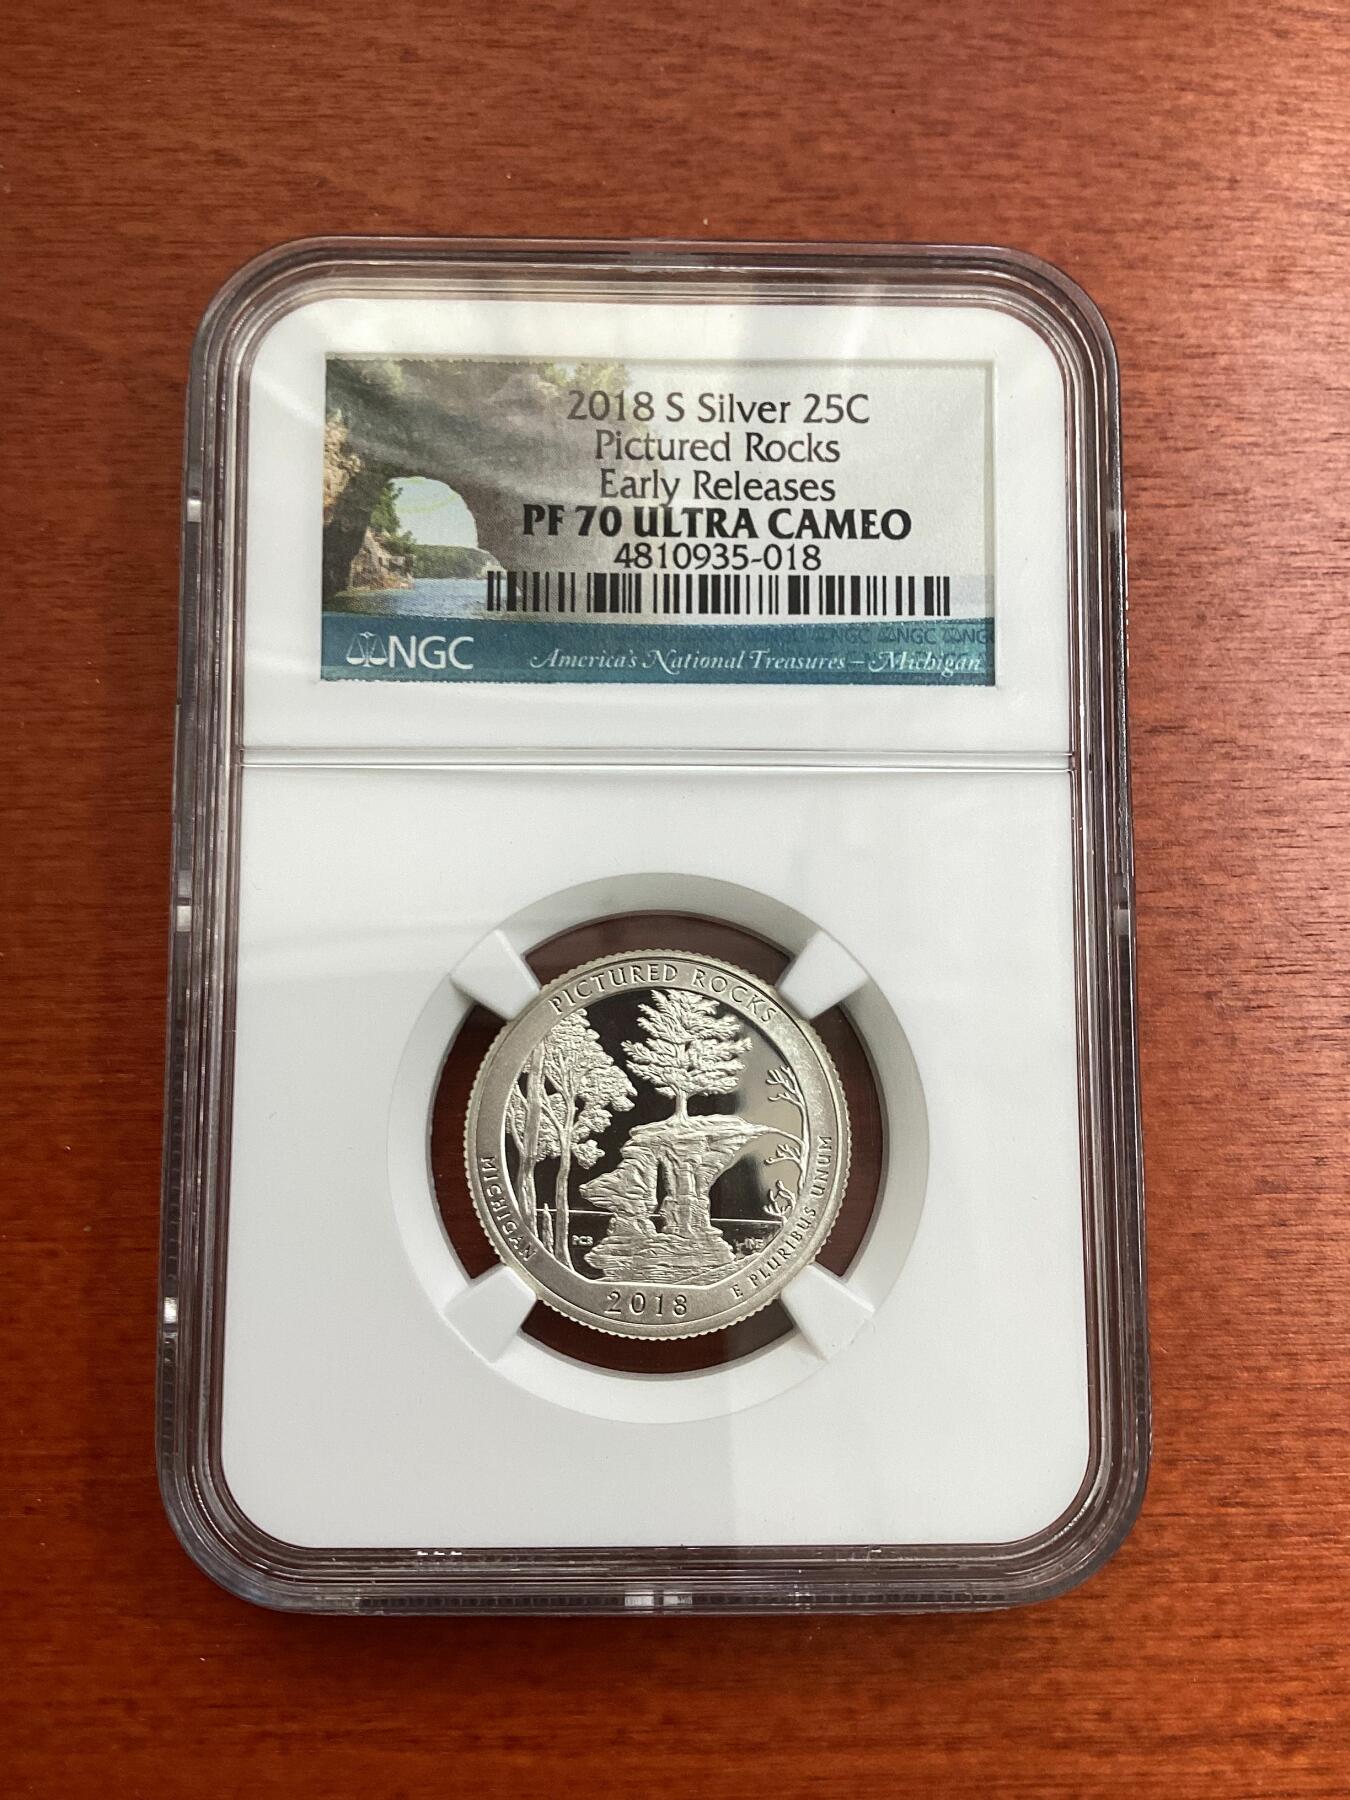 2018 S Silver 25C
Pictured Rocks
Early Releases
PF 70 ULTRA CAMEO
4810935-018
NGC
America's National Treasures – Michigan
PICTURED ROCKS
MICHIGAN
PCB
E PLURIBUS UNUM
2018